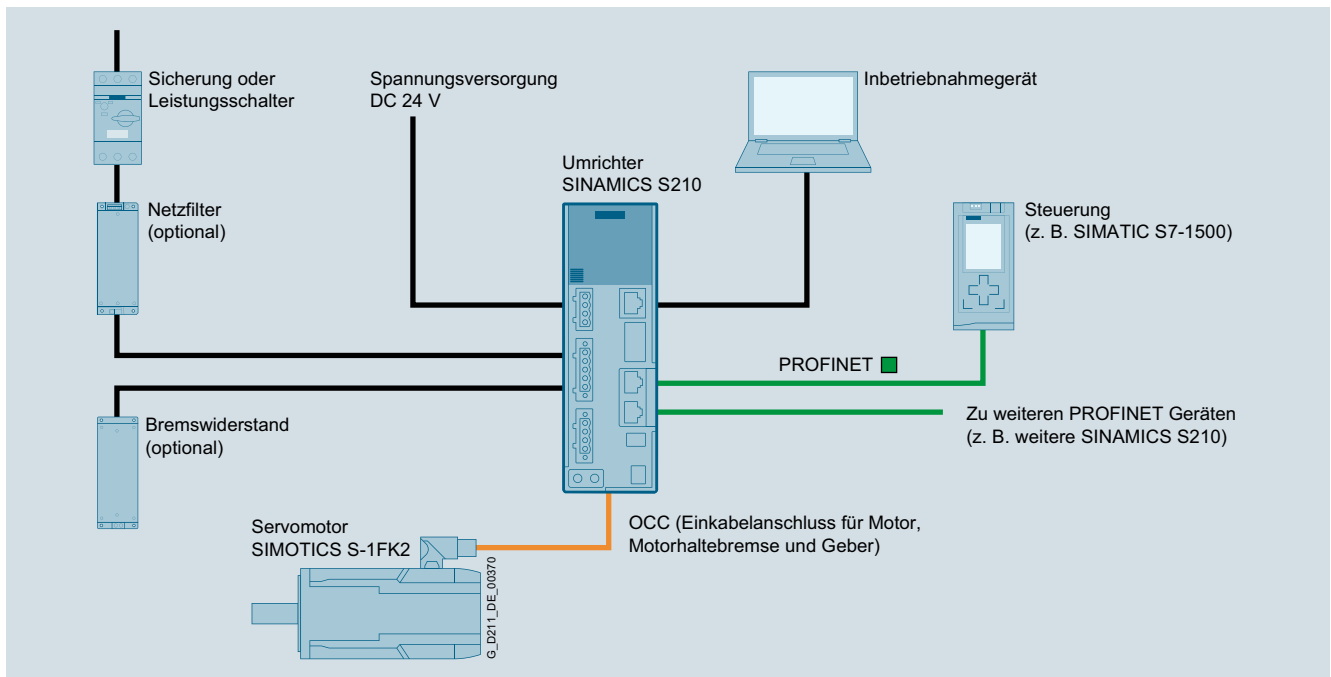 Sicherung oder
Leistungsschalter
Spannungsversorgung
DC 24 V
Inbetriebnahmegerät
Umrichter
SINAMICS S210
Netzfilter
(optional)
Steuerung
(z. B. SIMATIC S7-1500)
PROFINET
Bremswiderstand
(optional)
Zu weiteren PROFINET Geräten
(z. B. weitere SINAMICS S210)
Servomotor
SIMOTICS S-1FK2
OCC (Einkabelanschluss für Motor,
Motorhaltebremse und Geber)
G_D211_DE_00370